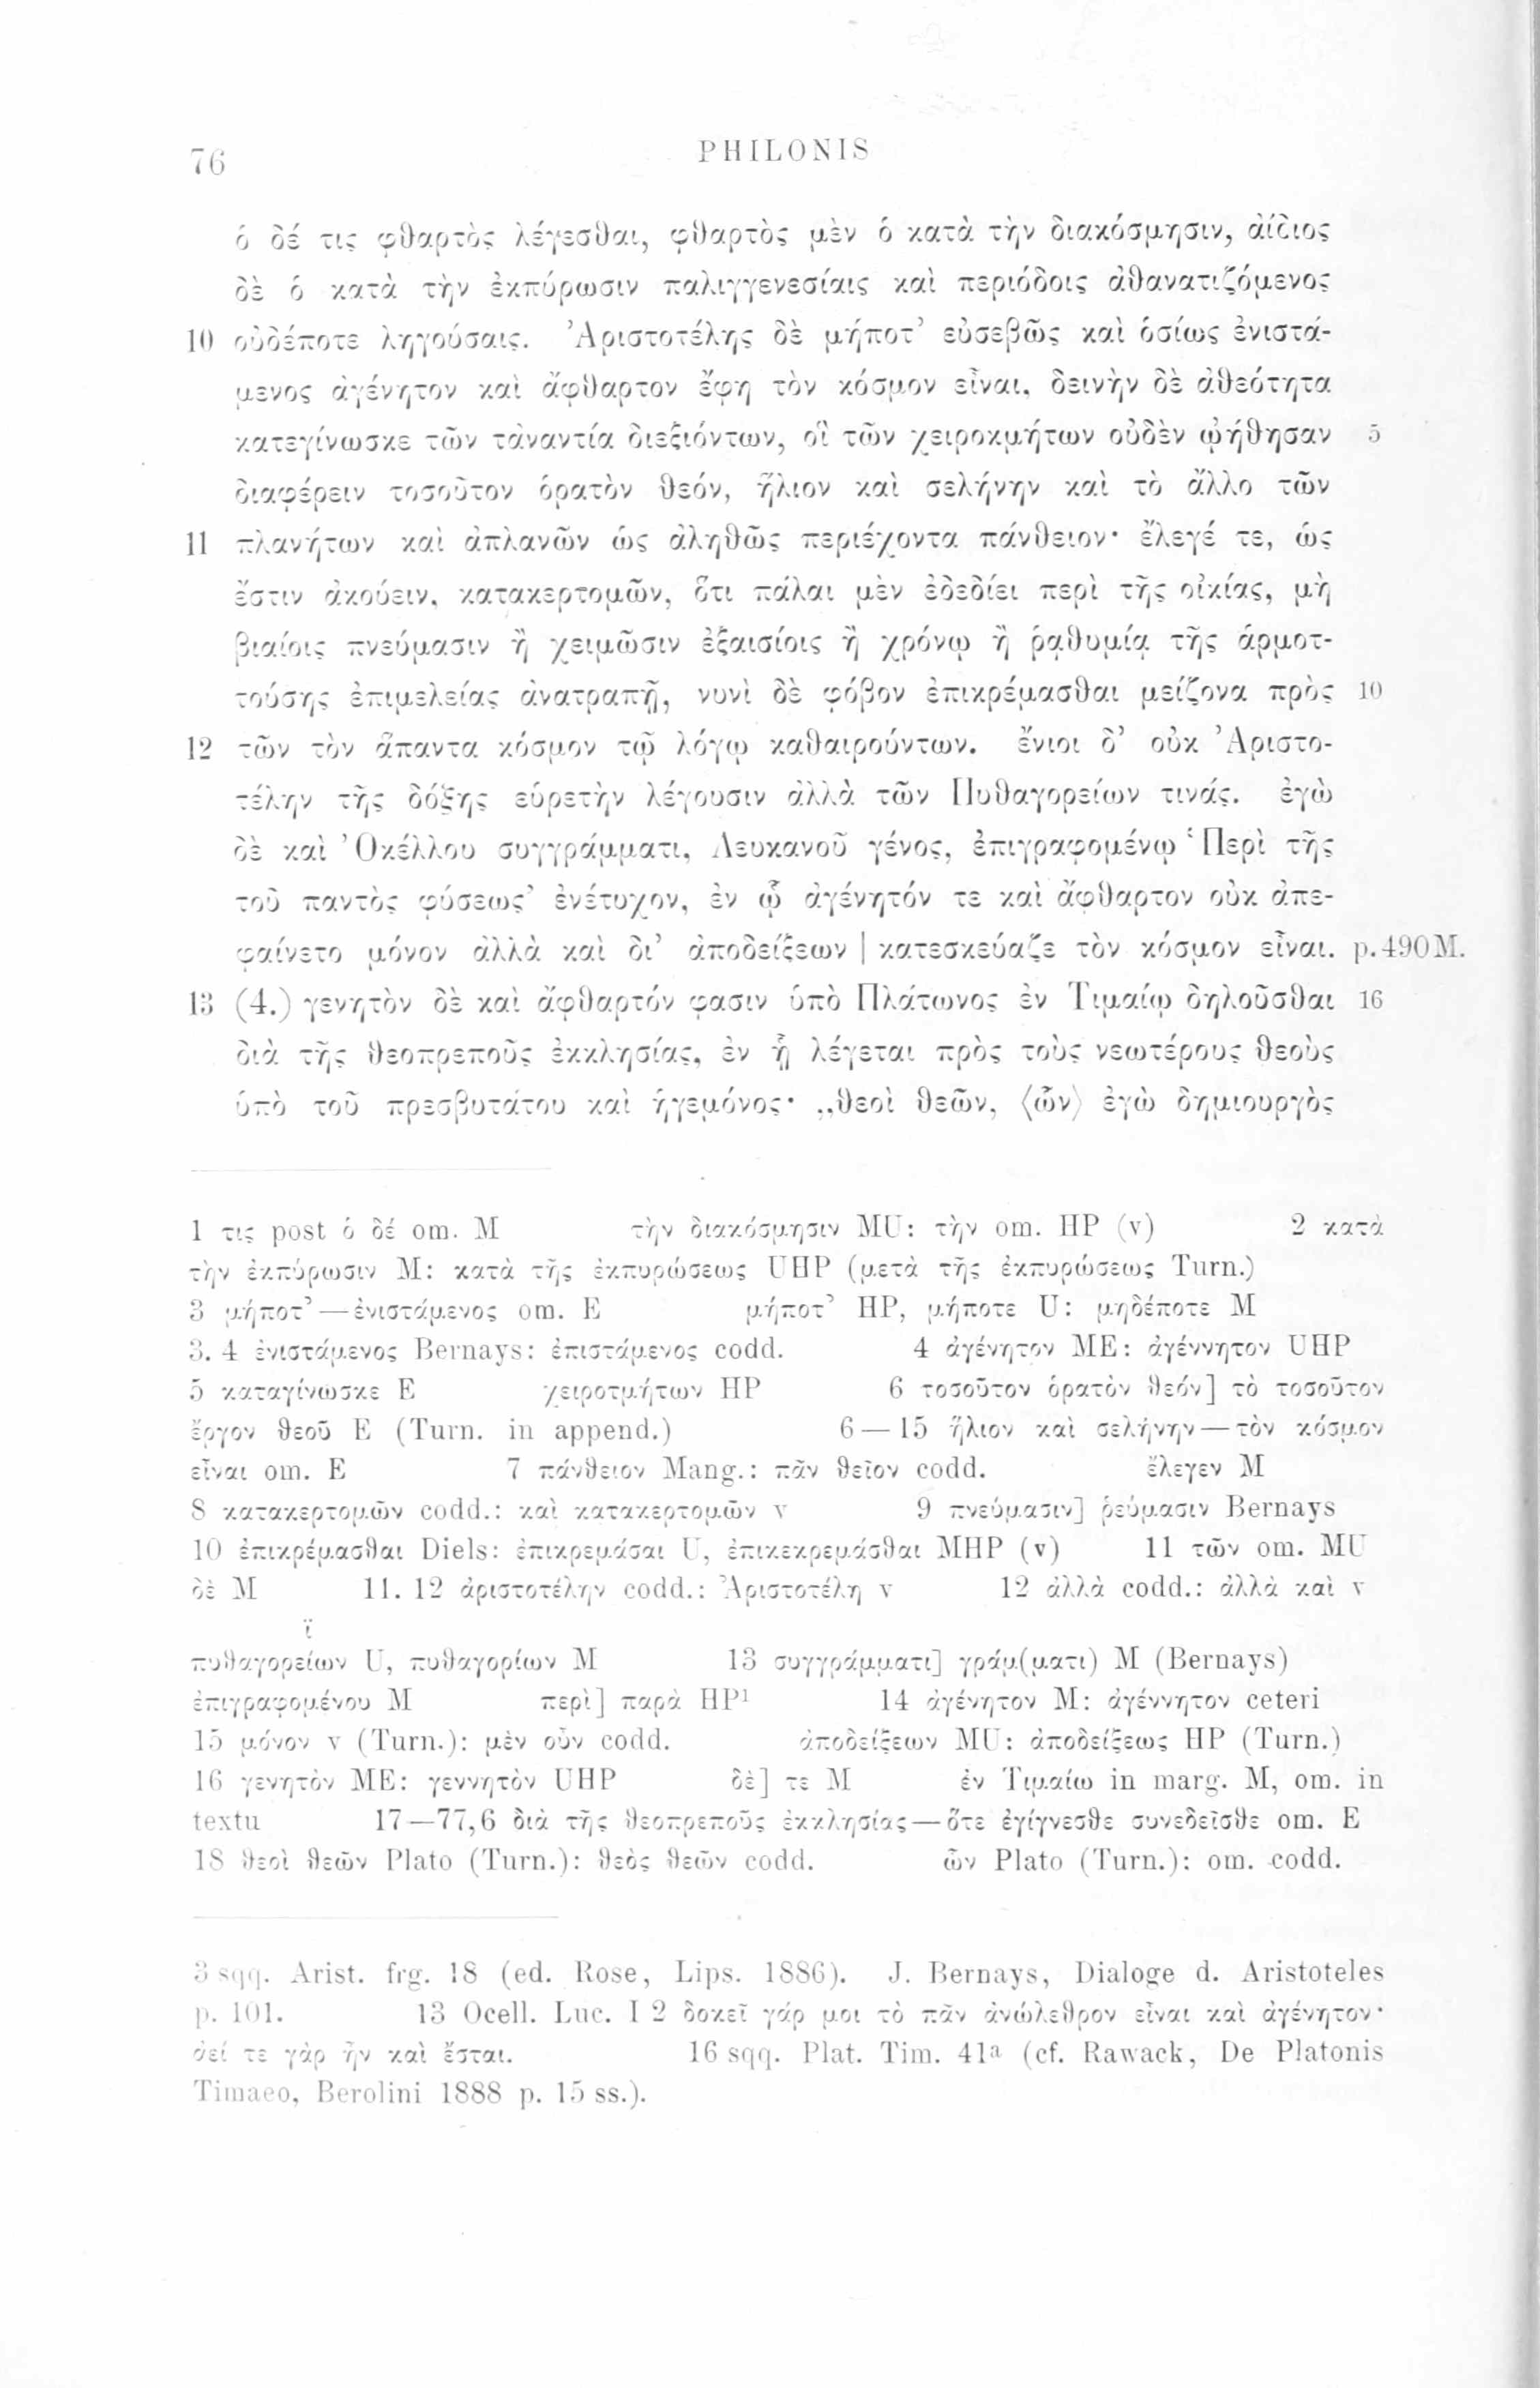 76
PHILONIS
ὁ δέ τις φθαρτὸς λέγεσθαι, φθαρτὸς μὲν ὁ κατὰ τὴν διακόσμησιν, ἀίδιος
δὲ ὁ κατὰ τὴν ἐκπύρωσιν παλιγγενεσίαις καὶ περιόδοις ἀθανατιζόμενος
10 οὐδέποτε ληγούσαις. Ἀριστοτέλης δὲ μήποτ’ εὐσεβῶς καὶ ὁσίως ἐνιστά-
μενος ἀγένητον καὶ ἄφθαρτον ἔφη τὸν κόσμον εἶναι, δεινὴν δὲ ἀθεότητα
κατεγίνωσκε τῶν τἀναντία διεξιόντων, οἳ τῶν χειροκμήτων οὐδὲν ᾠήθησαν 5
διαφέρειν τοσοῦτον ὁρατὸν θεόν, ἥλιον καὶ σελήνην καὶ τὸ ἄλλο τῶν
11 πλανήτων καὶ ἀπλανῶν ὡς ἀληθῶς περιέχοντα πάνθειον· ἔλεγέ τε, ὡς
ἔστιν ἀκούειν, κατακερτομῶν, ὅτι πάλαι μὲν ἐδεδίει περὶ τῆς οἰκίας, μὴ
βιαίοις πνεύμασιν ἢ χειμῶσιν ἐξαισίοις ἢ χρόνῳ ἢ ῥᾳθυμίᾳ τῆς ἁρμοτ-
τούσης ἐπιμελείας ἀνατραπῇ, νυνὶ δὲ φόβον ἐπικρέμασθαι μείζονα πρὸς 10
12 τῶν τὸν ἅπαντα κόσμον τῷ λόγῳ καθαιρούντων. ἔνιοι δ’ οὐκ Ἀριστο-
τέλην τῆς δόξης εὑρετὴν λέγουσιν ἀλλὰ τῶν Πυθαγορείων τινάς. ἐγὼ
δὲ καὶ Ὀκέλλου συγγράμματι, Λευκανοῦ γένος, ἐπιγραφομένῳ ‘Περὶ τῆς
τοῦ παντὸς φύσεως’ ἐνέτυχον, ἐν ᾧ ἀγένητόν τε καὶ ἄφθαρτον οὐκ ἀπε-
φαίνετο μόνον ἀλλὰ καὶ δι’ ἀποδείξεων | κατεσκεύαζε τὸν κόσμον εἶναι. p. 490 M.
13 (4.) γενητὸν δὲ καὶ ἄφθαρτόν φασιν ὑπὸ Πλάτωνος ἐν Τιμαίῳ δηλοῦσθαι 16
διὰ τῆς θεοπρεποῦς ἐκκλησίας, ἐν ᾗ λέγεται πρὸς τοὺς νεωτέρους θεοὺς
ὑπὸ τοῦ πρεσβυτάτου καὶ ἡγεμόνος· „θεοὶ θεῶν, ⟨ὧν⟩ ἐγὼ δημιουργὸς
1 τις post ὁ δέ om. M τὴν διακόσμησιν MU: τὴν om. HP (v) 2 κατὰ
τὴν ἐκπύρωσιν M: κατὰ τῆς ἐκπυρώσεως UHP (μετὰ τῆς ἐκπυρώσεως Turn.)
3 μήποτ’ — ἐνιστάμενος om. E μήποτ’ HP, μήποτε U: μηδέποτε M
3. 4 ἐνιστάμενος Bernays: ἐπιστάμενος codd. 4 ἀγένητον ME: ἀγέννητον UHP
5 καταγίνωσκε E χειροτμήτων HP 6 τοσοῦτον ὁρατὸν θεόν] τὸ τοσοῦτον
ἔργον θεοῦ E (Turn. in append.) 6 — 15 ἥλιον καὶ σελήνην — τὸν κόσμον
εἶναι om. E 7 πάνθειον Mang.: πᾶν θεῖον codd. ἔλεγεν M
8 κατακερτομῶν codd.: καὶ κατακερτομῶν v 9 πνεύμασιν] ῥεύμασιν Bernays
10 ἐπικρέμασθαι Diels: ἐπικρεμάσαι U, ἐπικεκρεμάσθαι MHP (v) 11 τῶν om. MU
δὲ M 11. 12 ἀριστοτέλην codd.: Ἀριστοτέλη v 12 ἀλλὰ codd.: ἀλλὰ καὶ v
ϊ
πυθαγορείων U, πυθαγορίων M 13 συγγράμματι] γράμ(ματι) M (Bernays)
ἐπιγραφομένου M περὶ] παρὰ HP¹ 14 ἀγένητον M: ἀγέννητον ceteri
15 μόνον v (Turn.): μὲν οὖν codd. ἀποδείξεων MU: ἀποδείξεως HP (Turn.)
16 γενητὸν ME: γεννητὸν UHP δὲ] τε M ἐν Τιμαίῳ in marg. M, om. in
textu 17—77,6 διὰ τῆς θεοπρεποῦς ἐκκλησίας — ὅτε ἐγίγνεσθε συνεδεῖσθε om. E
18 θεοὶ θεῶν Plato (Turn.): θεὸς θεῶν codd. ὧν Plato (Turn.): om. codd.
3 sqq. Arist. frg. 18 (ed. Rose, Lips. 1886). J. Bernays, Dialoge d. Aristoteles
p. 101. 13 Ocell. Luc. I 2 δοκεῖ γάρ μοι τὸ πᾶν ἀνώλεθρον εἶναι καὶ ἀγένητον·
ἀεί τε γὰρ ἦν καὶ ἔσται. 16 sqq. Plat. Tim. 41ᵃ (cf. Rawack, De Platonis
Timaeo, Berolini 1888 p. 15 ss.).